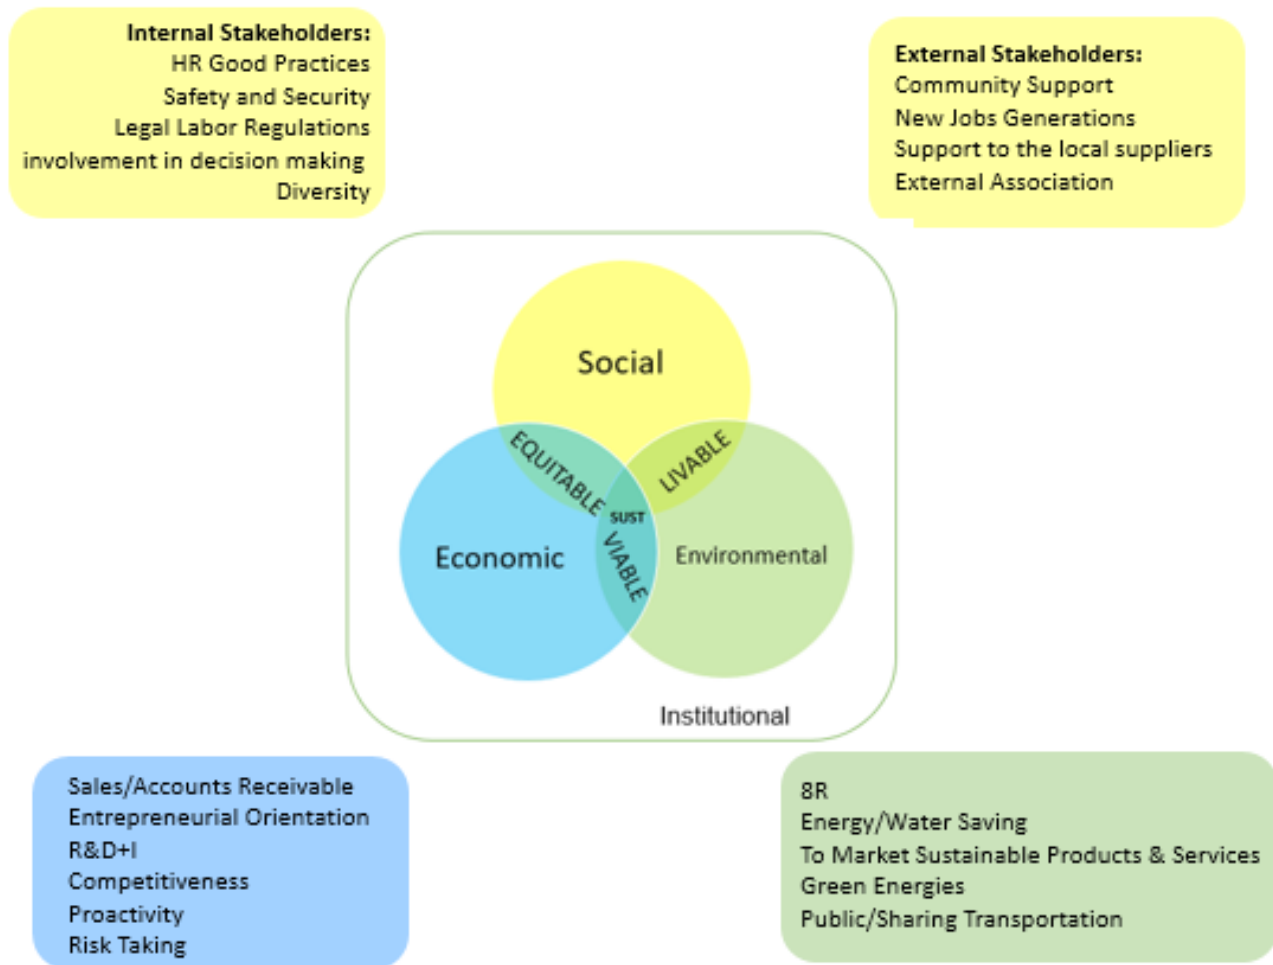 Internal Stakeholders:
HR Good Practices
Safety and Security
Legal Labor Regulations
involvement in decision making
Diversity
External Stakeholders:
Community Support
New Jobs Generations
Support to the local suppliers
External Association
Social
EQUITABLE
LIVABLE
SUST
VIABLE
Economic
Environmental
Institutional
Sales/Accounts Receivable
Entrepreneurial Orientation
R&D+I
Competitiveness
Proactivity
Risk Taking
8R
Energy/Water Saving
To Market Sustainable Products & Services
Green Energies
Public/Sharing Transportation